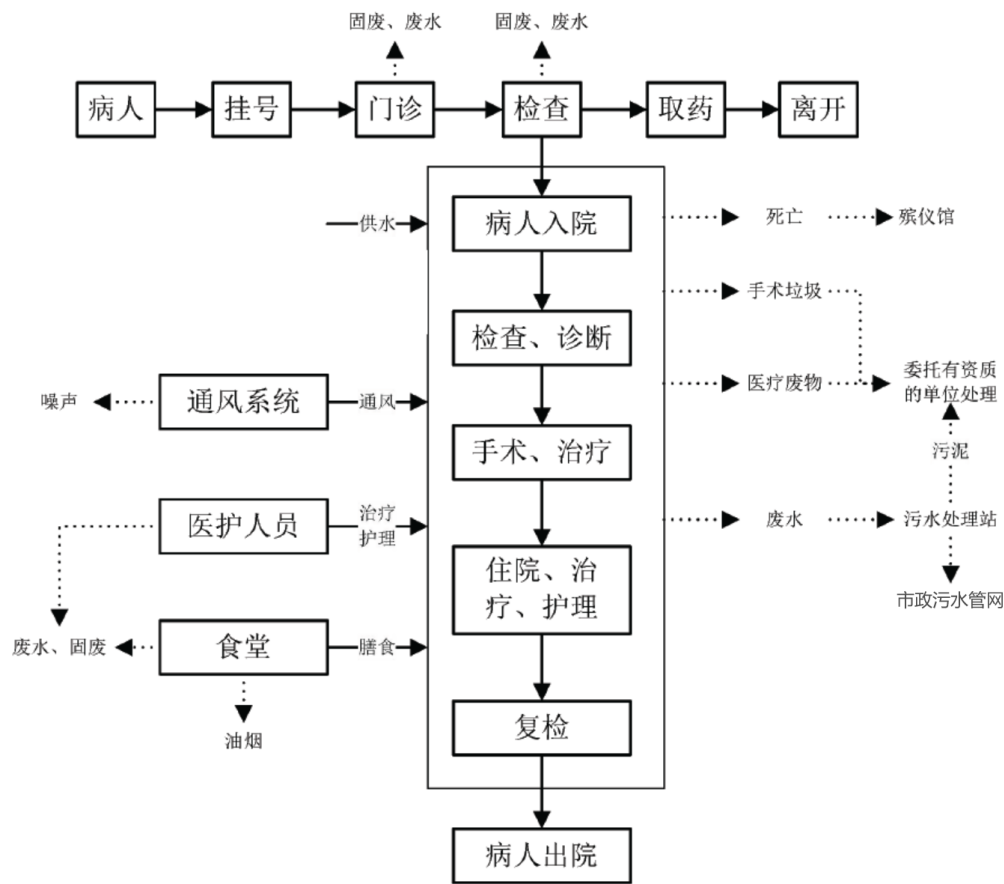 固废、废水
固废、废水
病人
挂号
门诊
检查
取药
离开
供水
病人入院
死亡
殡仪馆
手术垃圾
检查、诊断
噪声
通风系统
通风
医疗废物
委托有资质
的单位处理
手术、治疗
污泥
医护人员
治疗
护理
废水
污水处理站
住院、治
疗、护理
市政污水管网
废水、固废
食堂
膳食
油烟
复检
病人出院